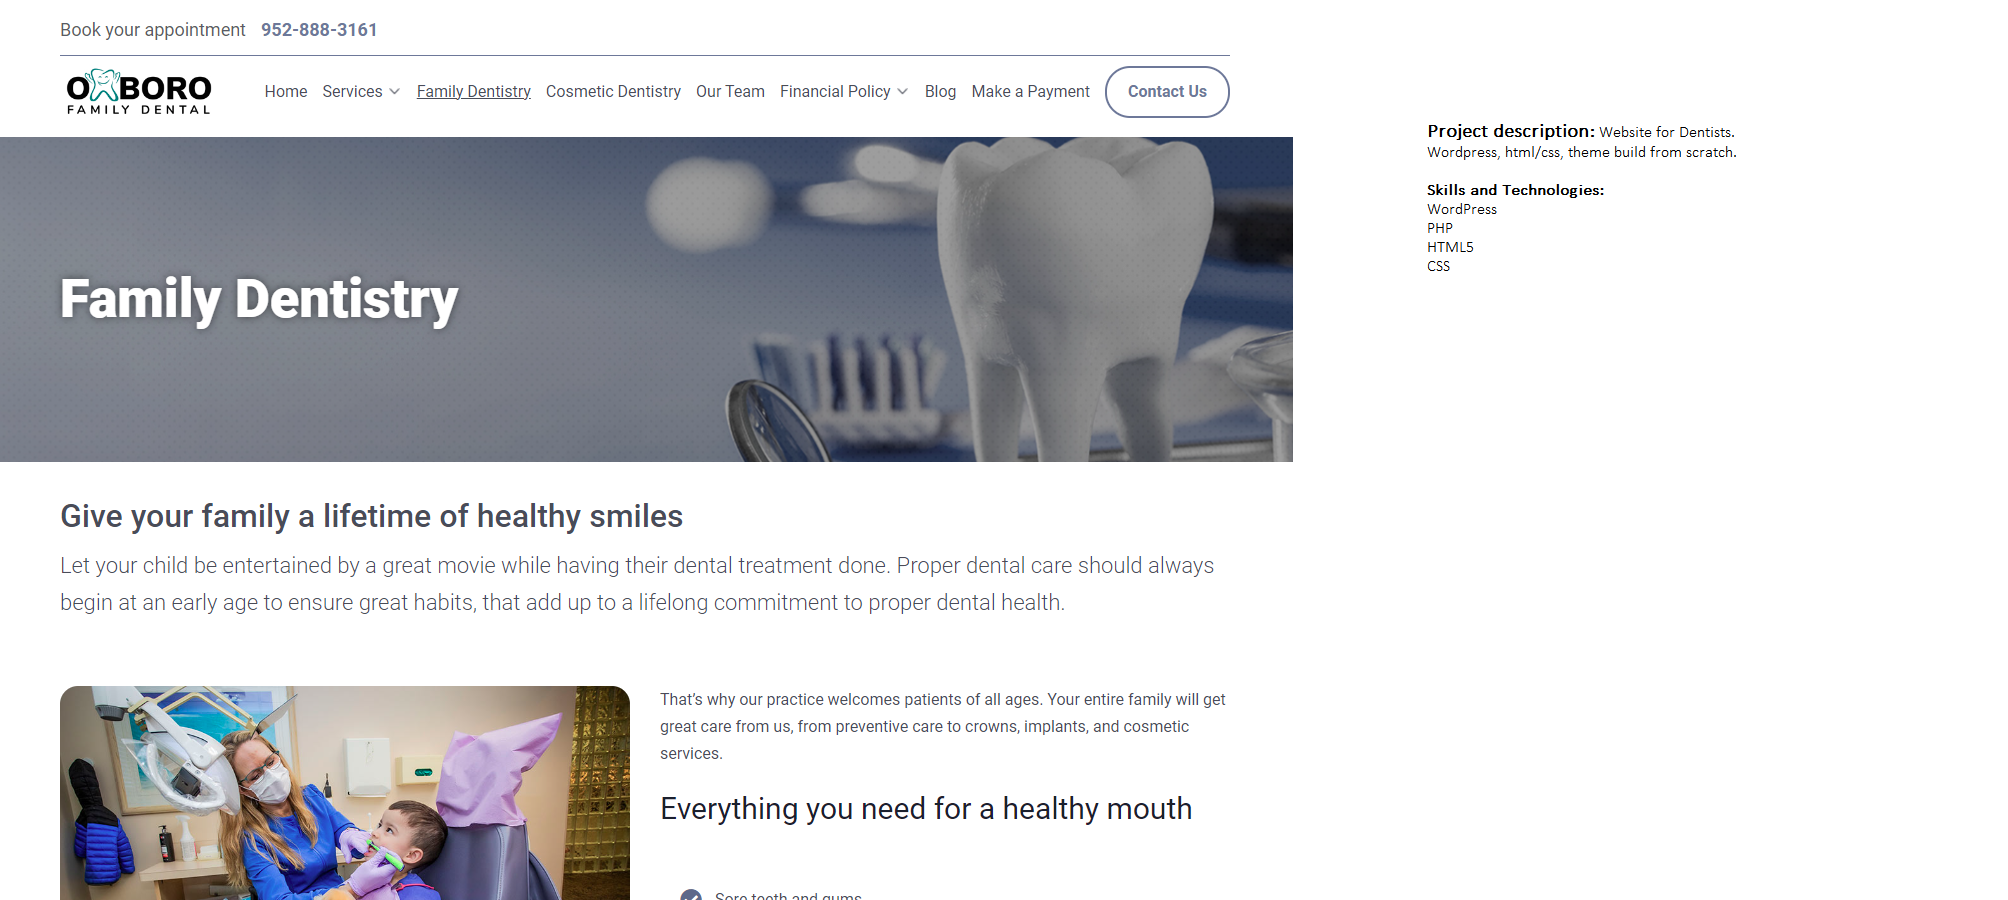 Book your appointment 952-888-3161
OXBORO
FAMILY DENTAL
Home Services Family Dentistry Cosmetic Dentistry Our Team Financial Policy Blog Make a Payment Contact Us
Project description: Website for Dentists.
Wordpress, html/css, theme build from scratch.
Skills and Technologies:
WordPress
PHP
HTML5
CSS
Family Dentistry
Give your family a lifetime of healthy smiles
Let your child be entertained by a great movie while having their dental treatment done. Proper dental care should always
begin at an early age to ensure great habits, that add up to a lifelong commitment to proper dental health.
That’s why our practice welcomes patients of all ages. Your entire family will get
great care from us, from preventive care to crowns, implants, and cosmetic
services.
Everything you need for a healthy mouth
Sore teeth and gums